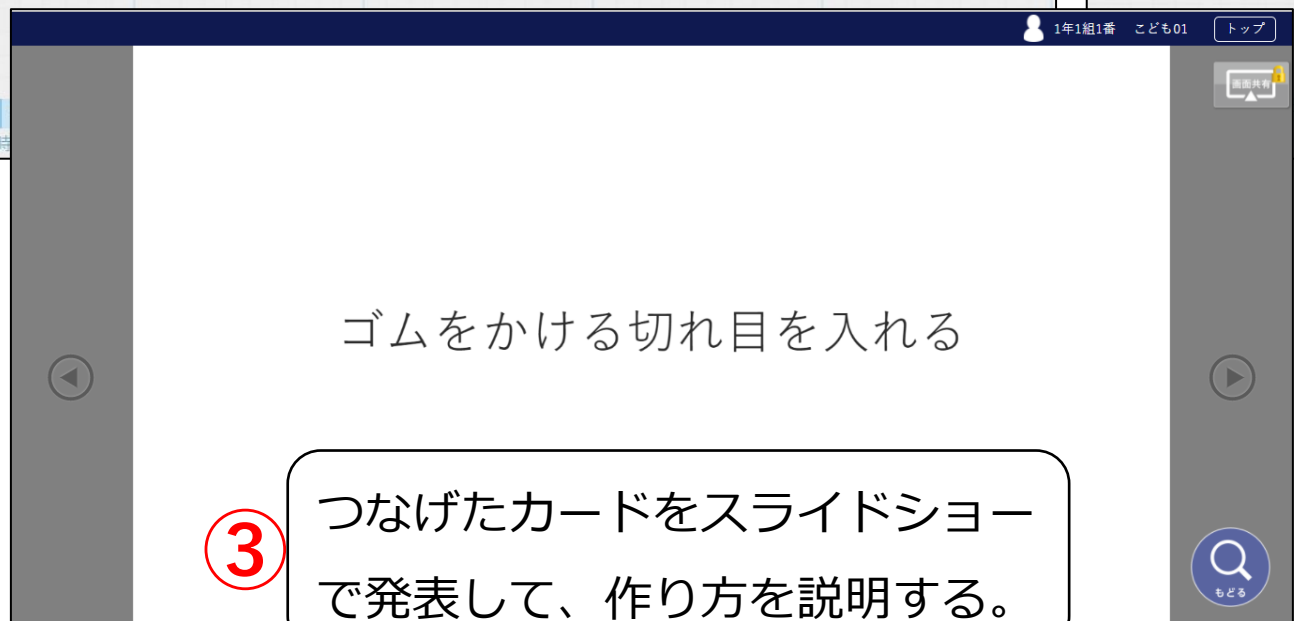 1年1組1番 こども01 トップ
画面共有
ゴムをかける切れ目を入れる
③
つなげたカードをスライドショー
で発表して、作り方を説明する。
もどる